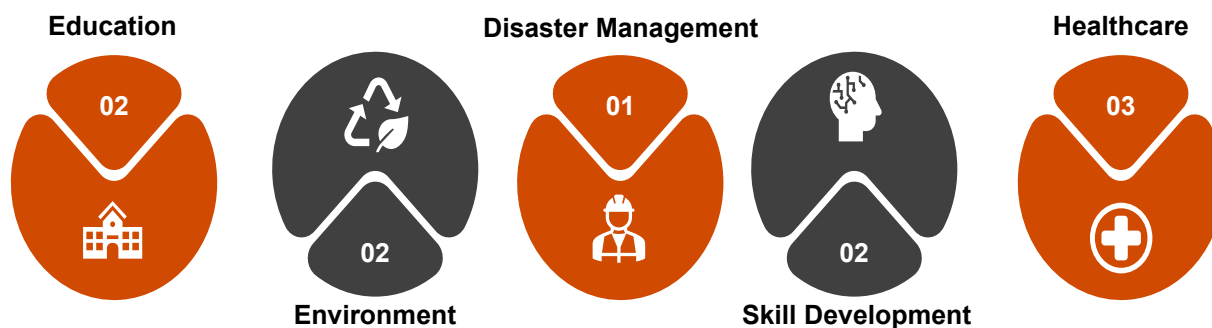 Education
Disaster Management
Healthcare
02
01
03
02
02
Environment
Skill Development